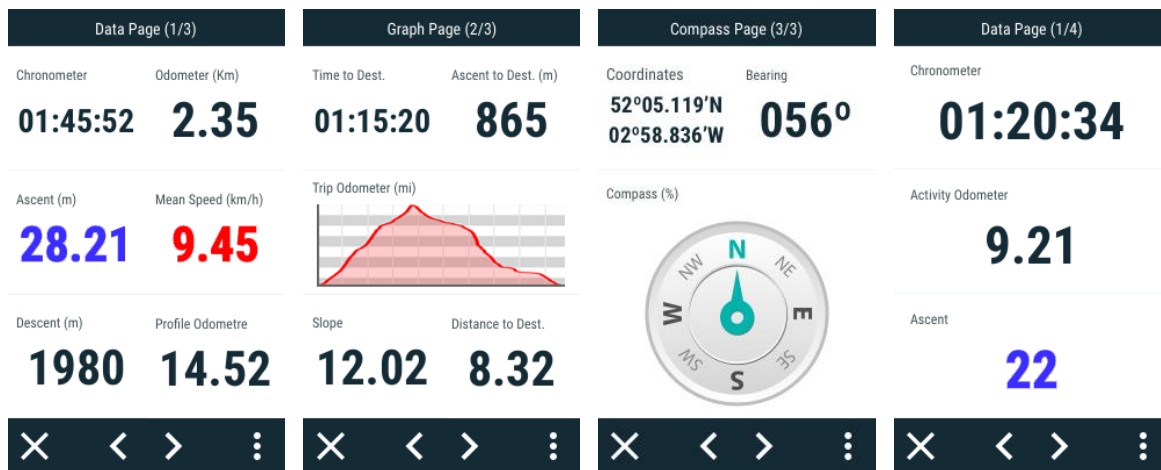 Data Page (1/3)
Chronometer Odometer (Km)
01:45:52 2.35
Ascent (m) Mean Speed (km/h)
28.21 9.45
Descent (m) Profile Odometre
1980 14.52
Graph Page (2/3)
Time to Dest. Ascent to Dest. (m)
01:15:20 865
Trip Odometer (mi)
Slope Distance to Dest.
12.02 8.32
Compass Page (3/3)
Coordinates Bearing
52º05.119’N
02º58.836’W
056º
Compass (%)
N
NW NE
W E
SW SE
S
Data Page (1/4)
Chronometer
01:20:34
Activity Odometer
9.21
Ascent
22